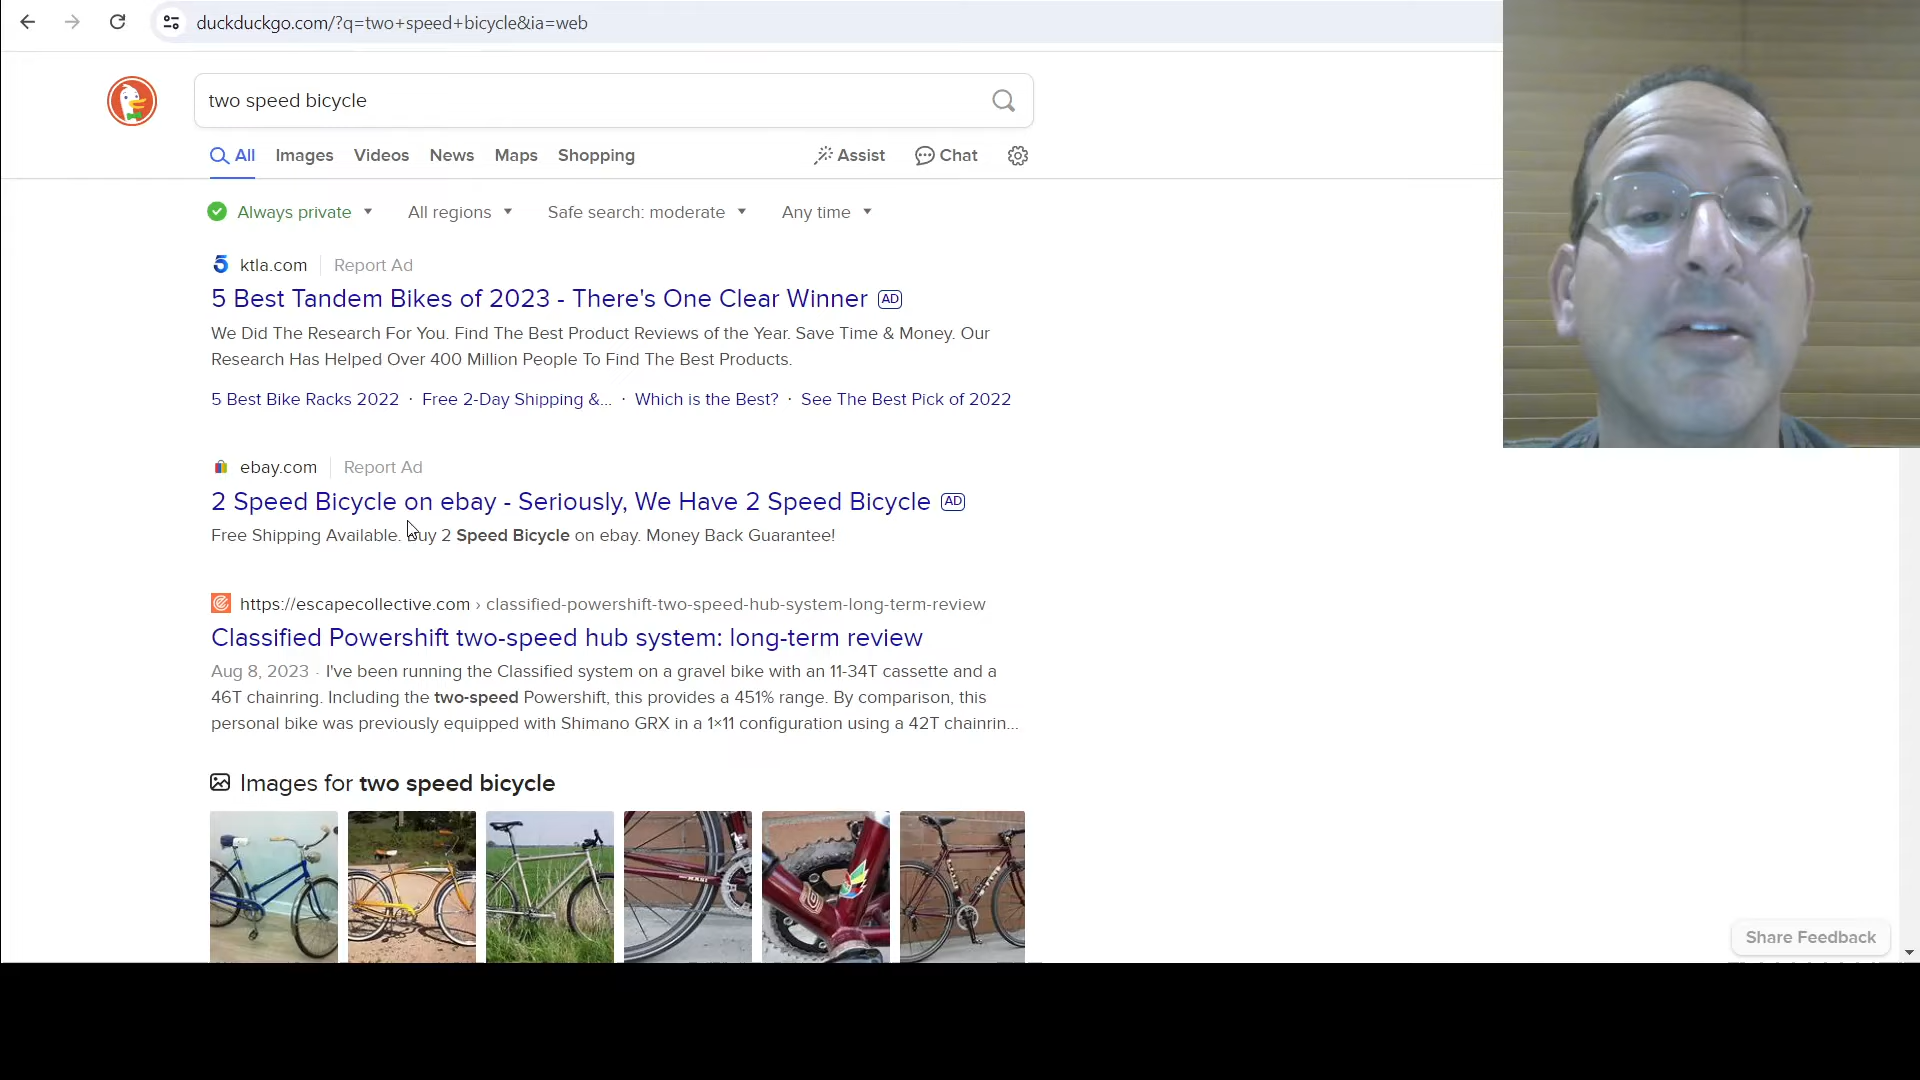 duckduckgo.com/?q=two+speed+bicycle&ia=web
two speed bicycle
All Images Videos News Maps Shopping Assist Chat
Always private All regions Safe search: moderate Any time
ktla.com Report Ad
5 Best Tandem Bikes of 2023 - There's One Clear Winner AD
We Did The Research For You. Find The Best Product Reviews of the Year. Save Time & Money. Our
Research Has Helped Over 400 Million People To Find The Best Products.
5 Best Bike Racks 2022 · Free 2-Day Shipping &... · Which is the Best? · See The Best Pick of 2022
ebay.com Report Ad
2 Speed Bicycle on ebay - Seriously, We Have 2 Speed Bicycle AD
Free Shipping Available. Buy 2 Speed Bicycle on ebay. Money Back Guarantee!
https://escapecollective.com › classified-powershift-two-speed-hub-system-long-term-review
Classified Powershift two-speed hub system: long-term review
Aug 8, 2023 · I've been running the Classified system on a gravel bike with an 11-34T cassette and a
46T chainring. Including the two-speed Powershift, this provides a 451% range. By comparison, this
personal bike was previously equipped with Shimano GRX in a 1×11 configuration using a 42T chainrin...
Images for two speed bicycle
Share Feedback